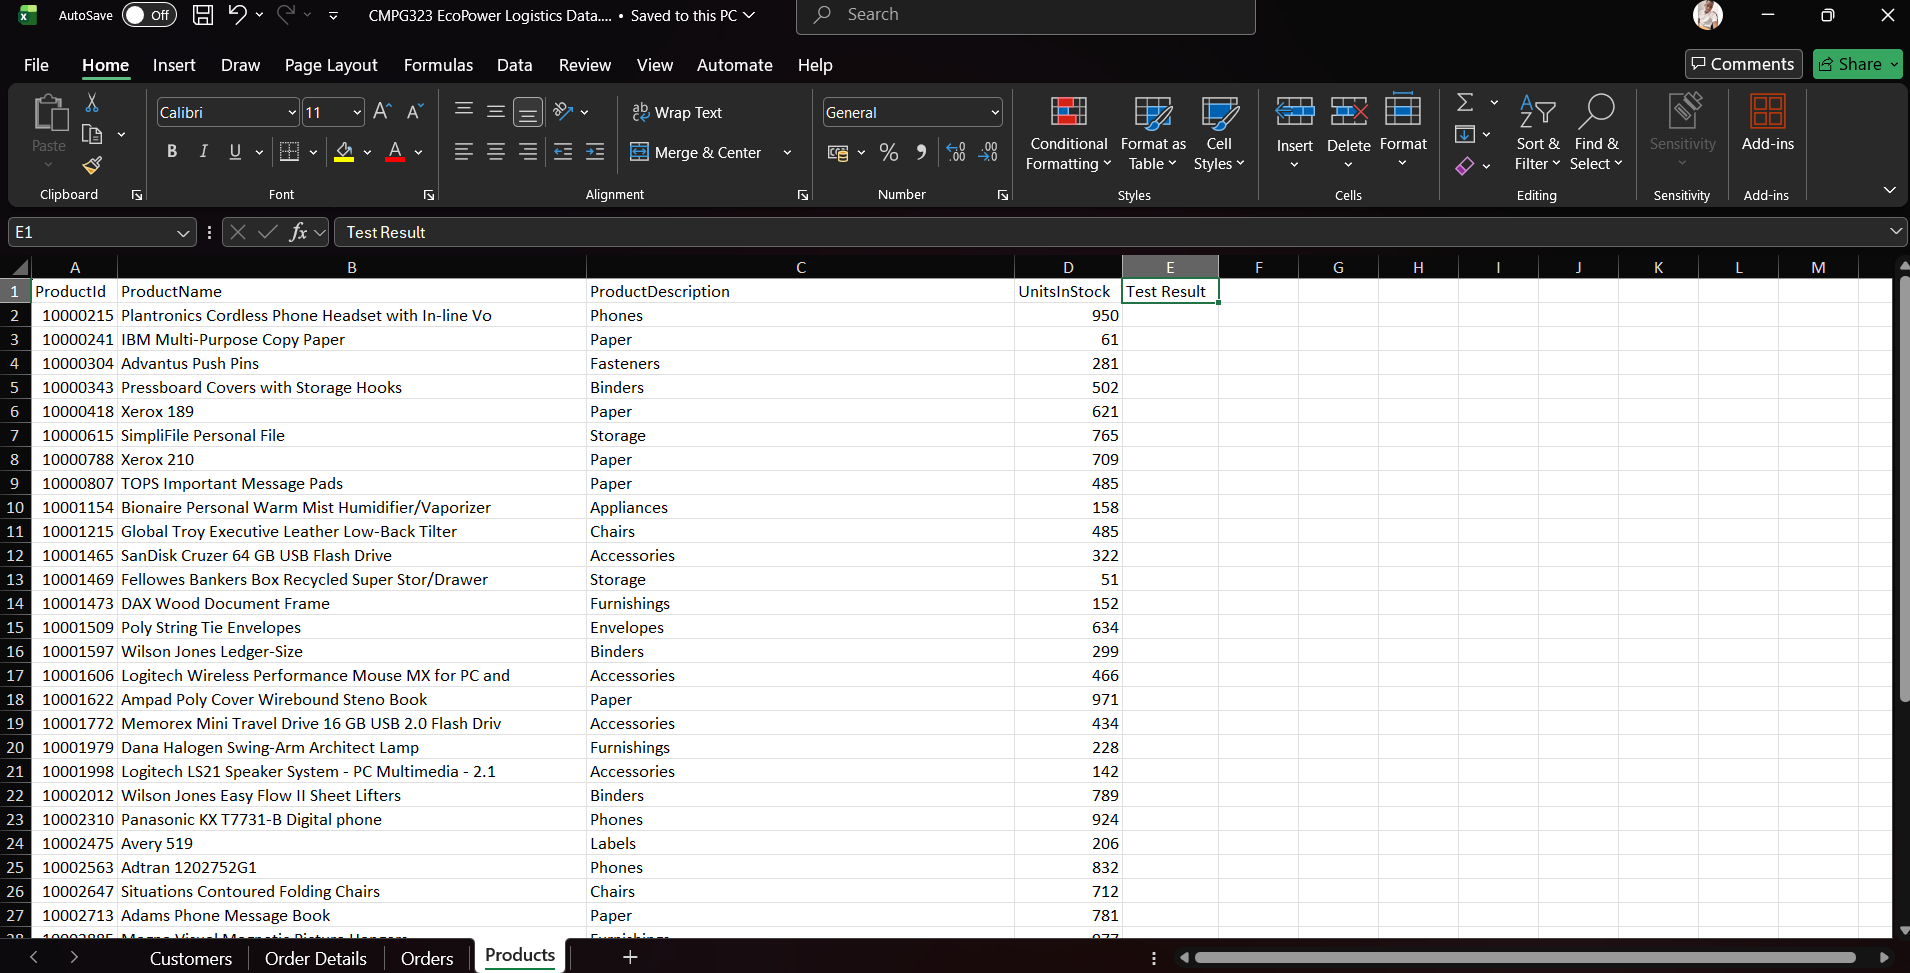 AutoSave Off CMPG323 EcoPower Logistics Data.... • Saved to this PC Search
File Home Insert Draw Page Layout Formulas Data Review View Automate Help Comments Share
Paste
Clipboard
Calibri 11
B I U A
Font
Wrap Text
Merge & Center
Alignment
General
% 9
Number
Conditional Formatting Format as Table Cell Styles
Styles
Insert Delete Format
Cells
Sort & Filter Find & Select
Editing
Sensitivity
Sensitivity
Add-ins
Add-ins
E1 fx Test Result
A B C D E F G H I J K L M
1 ProductId ProductName ProductDescription UnitsInStock Test Result
2 10000215 Plantronics Cordless Phone Headset with In-line Vo Phones 950
3 10000241 IBM Multi-Purpose Copy Paper Paper 61
4 10000304 Advantus Push Pins Fasteners 281
5 10000343 Pressboard Covers with Storage Hooks Binders 502
6 10000418 Xerox 189 Paper 621
7 10000615 SimpliFile Personal File Storage 765
8 10000788 Xerox 210 Paper 709
9 10000807 TOPS Important Message Pads Paper 485
10 10001154 Bionaire Personal Warm Mist Humidifier/Vaporizer Appliances 158
11 10001215 Global Troy Executive Leather Low-Back Tilter Chairs 485
12 10001465 SanDisk Cruzer 64 GB USB Flash Drive Accessories 322
13 10001469 Fellowes Bankers Box Recycled Super Stor/Drawer Storage 51
14 10001473 DAX Wood Document Frame Furnishings 152
15 10001509 Poly String Tie Envelopes Envelopes 634
16 10001597 Wilson Jones Ledger-Size Binders 299
17 10001606 Logitech Wireless Performance Mouse MX for PC and Accessories 466
18 10001622 Ampad Poly Cover Wirebound Steno Book Paper 971
19 10001772 Memorex Mini Travel Drive 16 GB USB 2.0 Flash Driv Accessories 434
20 10001979 Dana Halogen Swing-Arm Architect Lamp Furnishings 228
21 10001998 Logitech LS21 Speaker System - PC Multimedia - 2.1 Accessories 142
22 10002012 Wilson Jones Easy Flow II Sheet Lifters Binders 789
23 10002310 Panasonic KX T7731-B Digital phone Phones 924
24 10002475 Avery 519 Labels 206
25 10002563 Adtran 1202752G1 Phones 832
26 10002647 Situations Contoured Folding Chairs Chairs 712
27 10002713 Adams Phone Message Book Paper 781
Customers Order Details Orders Products